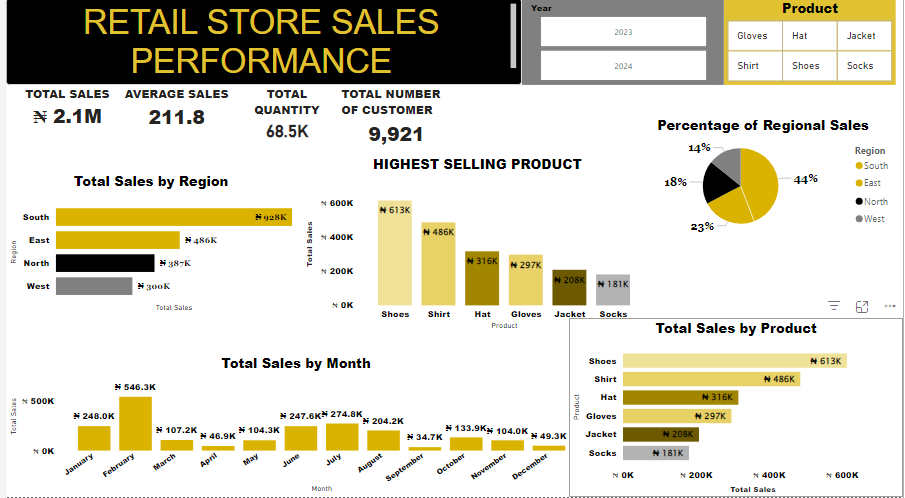 RETAIL STORE SALES
PERFORMANCE
Year
2023
2024
Product
Gloves Hat Jacket
Shirt Shoes Socks
TOTAL SALES
₦ 2.1M
AVERAGE SALES
211.8
TOTAL
QUANTITY
68.5K
TOTAL NUMBER
OF CUSTOMER
9,921
Percentage of Regional Sales
14%
18%
23%
44%
Region
South
East
North
West
Total Sales by Region
Region
South ₦ 928K
East ₦ 486K
North ₦ 387K
West ₦ 300K
Total Sales
HIGHEST SELLING PRODUCT
Total Sales
₦ 600K
₦ 400K
₦ 200K
₦ 0K
₦ 613K
₦ 486K
₦ 316K
₦ 297K
₦ 208K
₦ 181K
Shoes Shirt Hat Gloves Jacket Socks
Product
Total Sales by Month
Total Sales
₦ 500K
₦ 0K
₦ 248.0K
₦ 546.3K
₦ 107.2K
₦ 46.9K
₦ 104.3K
₦ 247.6K
₦ 274.8K
₦ 204.2K
₦ 34.7K
₦ 133.9K
₦ 104.0K
₦ 49.3K
January February March April May June July August September October November December
Month
Total Sales by Product
Product
Shoes ₦ 613K
Shirt ₦ 486K
Hat ₦ 316K
Gloves ₦ 297K
Jacket ₦ 208K
Socks ₦ 181K
₦ 0K ₦ 200K ₦ 400K ₦ 600K
Total Sales